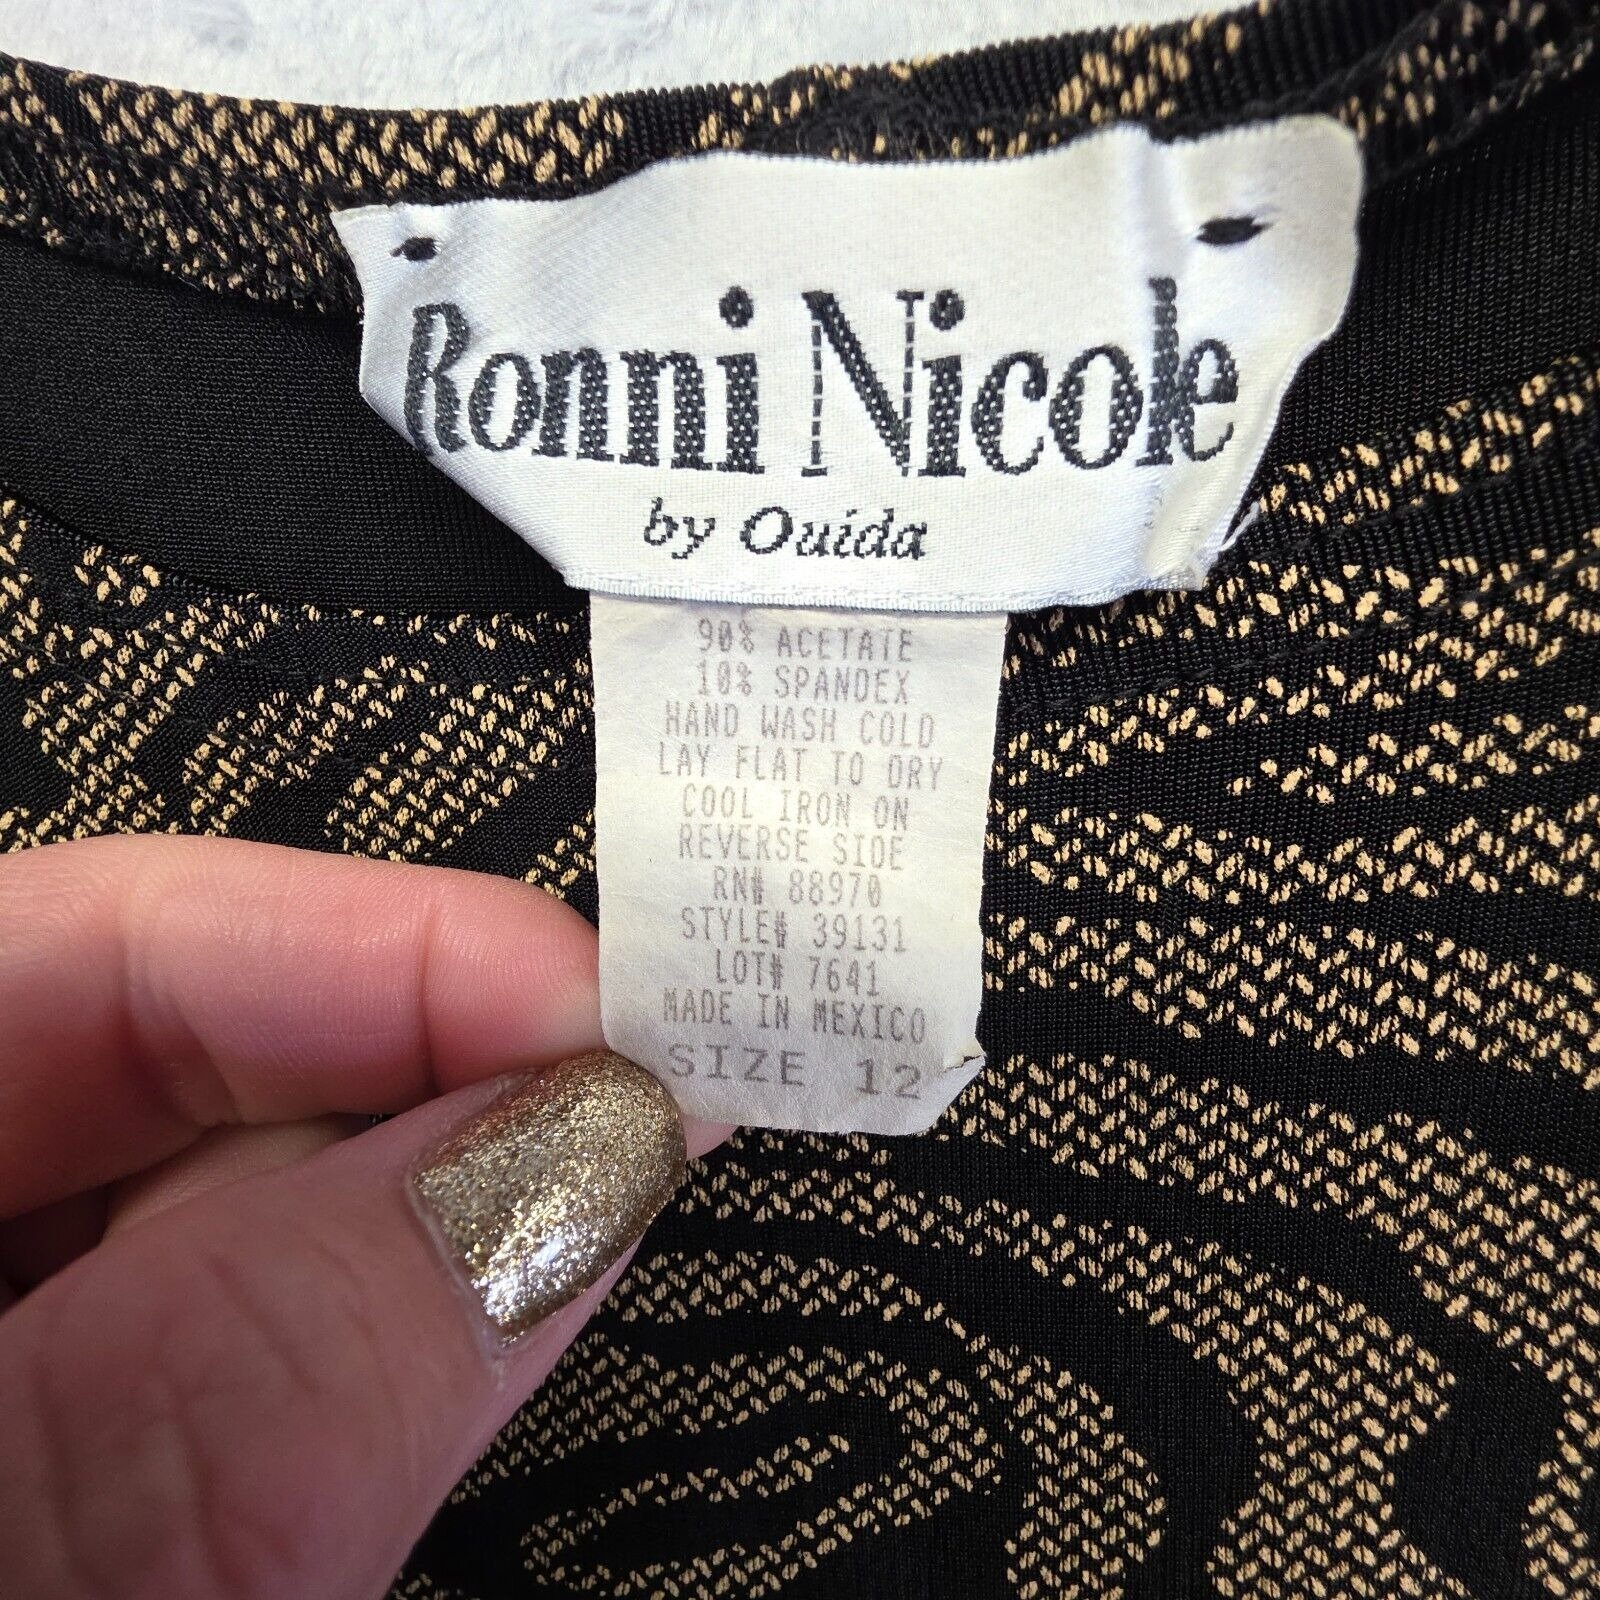 Ronni Nicole
by Ouida
90% ACETATE
10% SPANDEX
HAND WASH COLD
LAY FLAT TO DRY
COOL IRON ON
REVERSE SIDE
RN# 88970
STYLE# 39131
LOT# 7641
MADE IN MEXICO
SIZE 12